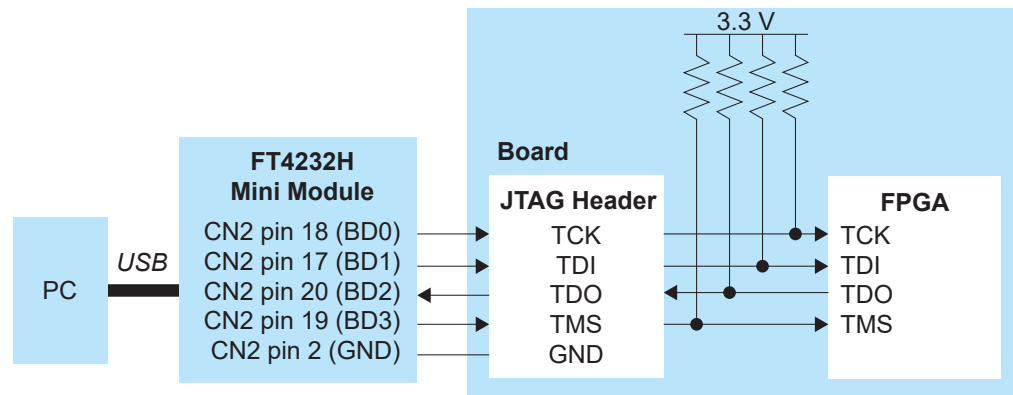 3.3 V
Board
FT4232H
Mini Module
JTAG Header
FPGA
CN2 pin 18 (BD0)
TCK
TCK
CN2 pin 17 (BD1)
TDI
TDI
CN2 pin 20 (BD2)
TDO
TDO
CN2 pin 19 (BD3)
TMS
TMS
CN2 pin 2 (GND)
GND
PC
USB